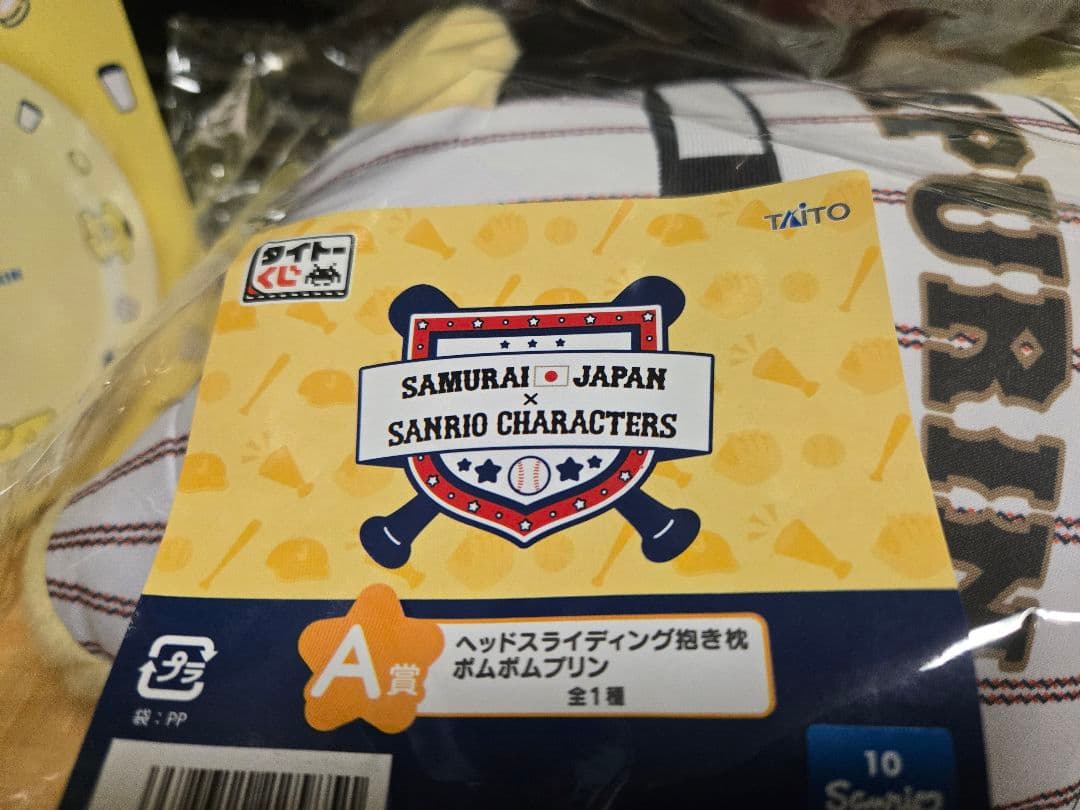 TAITO
タイトー
くじ
SAMURAI JAPAN
×
SANRIO CHARACTERS
PURIN
A賞
ヘッドスライディング抱き枕
ポムポムプリン
全1種
プラ
袋：PP
10
Sanrio